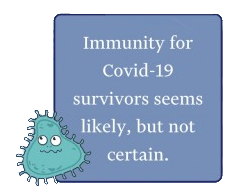 Immunity for
Covid-19
survivors seems
likely, but not
certain.